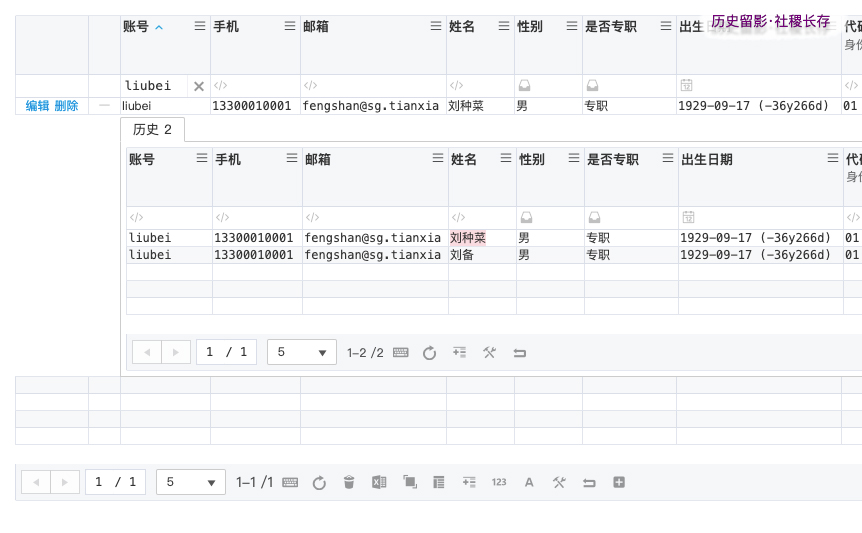 账号 手机 邮箱 姓名 性别 是否专职 出生 历史留影·社稷长存 代码
身份
liubei
编辑 删除 liubei 13300010001 fengshan@sg.tianxia 刘种菜 男 专职 1929-09-17 (-36y266d) 01
历史 2
账号 手机 邮箱 姓名 性别 是否专职 出生日期
身份
liubei 13300010001 fengshan@sg.tianxia 刘种菜 男 专职 1929-09-17 (-36y266d) 01
liubei 13300010001 fengshan@sg.tianxia 刘备 男 专职 1929-09-17 (-36y266d) 01
1 / 1 5 1-2 /2
1 / 1 5 1-1 /1 123 A